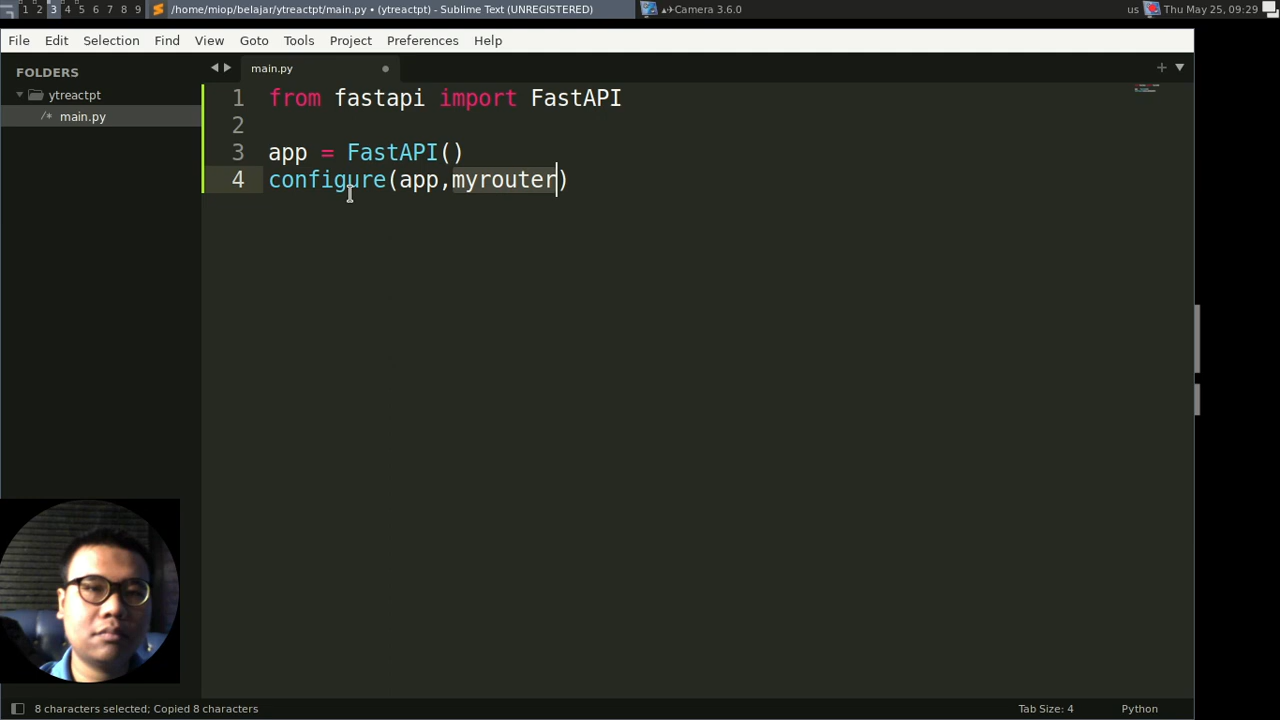 1 2 3 4 5 6 7 8 9 /home/miop/belajar/ytreactpt/main.py • (ytreactpt) - Sublime Text (UNREGISTERED) Camera 3.6.0 us Thu May 25, 09:29
File Edit Selection Find View Goto Tools Project Preferences Help
FOLDERS
ytreactpt
/* main.py
main.py
1 from fastapi import FastAPI
2
3 app = FastAPI()
4 configure(app,myrouter)
8 characters selected; Copied 8 characters Tab Size: 4 Python